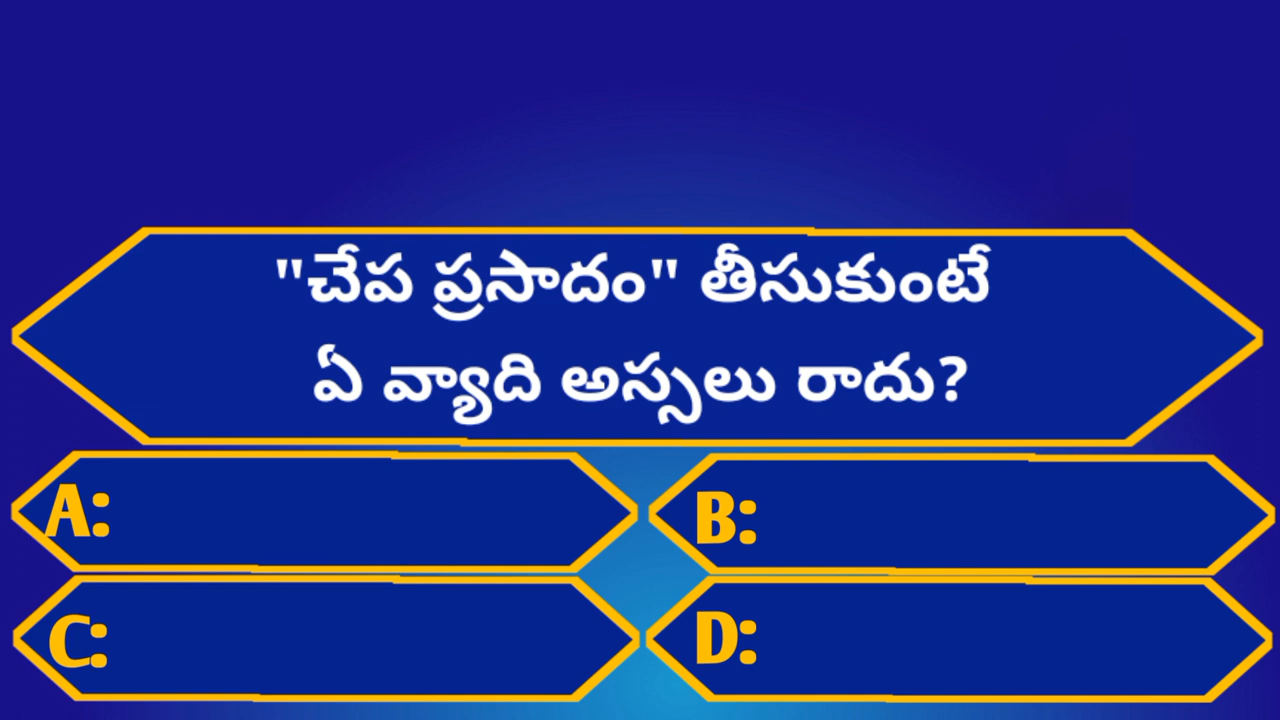 "చేప ప్రసాదం" తీసుకుంటే
ఏ వ్యాది అస్సలు రాదు?
A:
B:
C:
D: